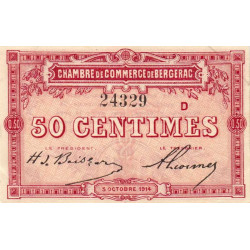 CHAMBRE DE COMMERCE DE BERGERAC
24329
D
0.50 50 CENTIMES 0.50
LE PRÉSIDENT LE TRÉSORIER
5 OCTOBRE 1914